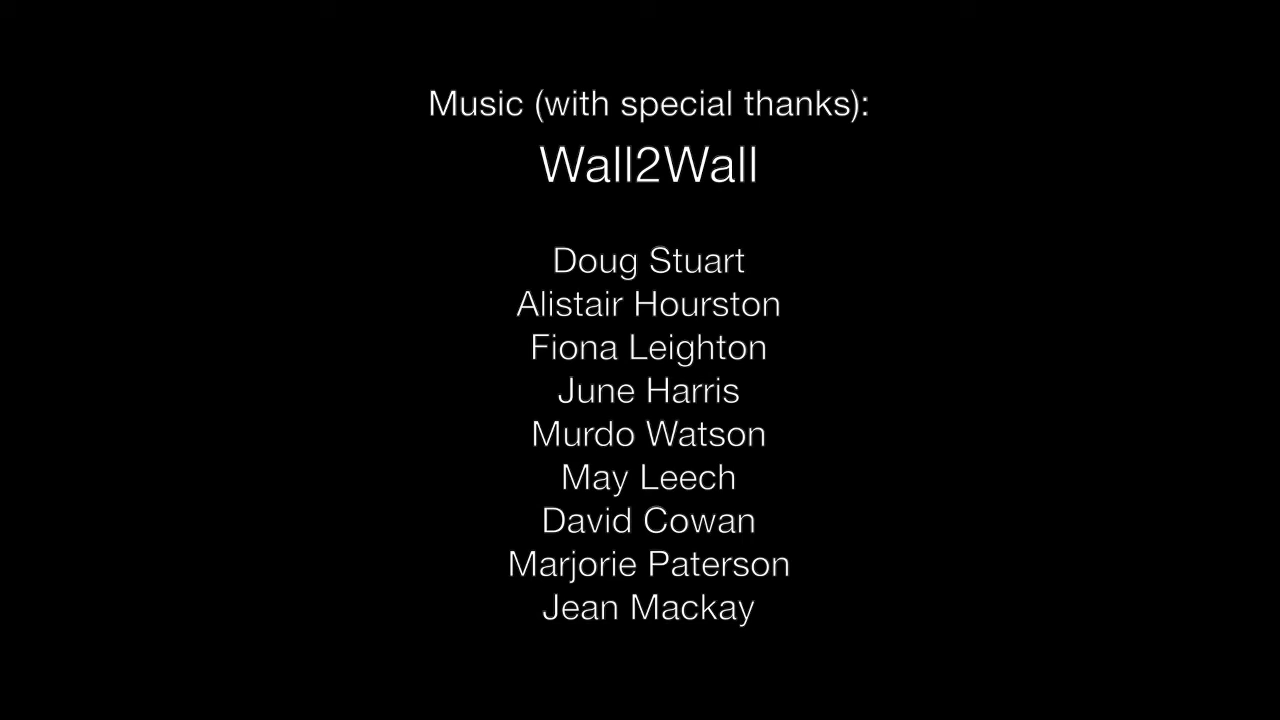 Music (with special thanks):
Wall2Wall
Doug Stuart
Alistair Hourston
Fiona Leighton
June Harris
Murdo Watson
May Leech
David Cowan
Marjorie Paterson
Jean Mackay